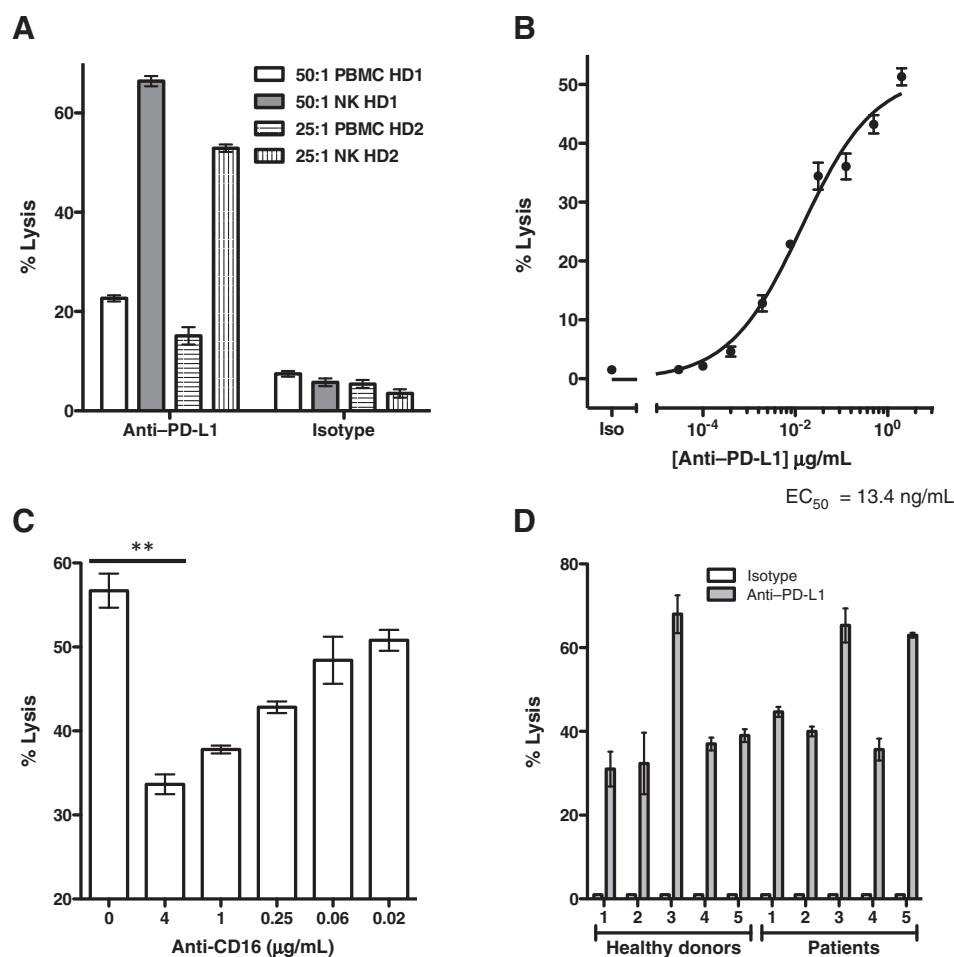 A
50:1 PBMC HD1
50:1 NK HD1
25:1 PBMC HD2
25:1 NK HD2
% Lysis
60
40
20
0
Anti–PD-L1
Isotype
B
% Lysis
50
40
30
20
10
0
Iso
10-4
10-2
100
[Anti–PD-L1] μg/mL
EC50 = 13.4 ng/mL
C
**
% Lysis
60
50
40
30
20
0
4
1
0.25
0.06
0.02
Anti-CD16 (μg/mL)
D
Isotype
Anti–PD-L1
% Lysis
80
60
40
20
0
1 2 3 4 5 1 2 3 4 5
Healthy donors
Patients